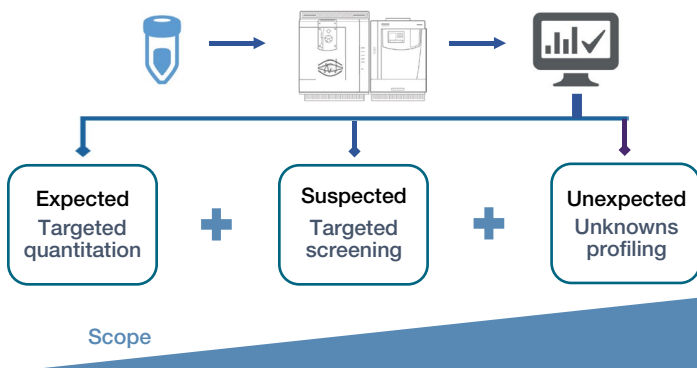 Expected
Targeted
quantitation
Suspected
Targeted
screening
Unexpected
Unknowns
profiling
Scope